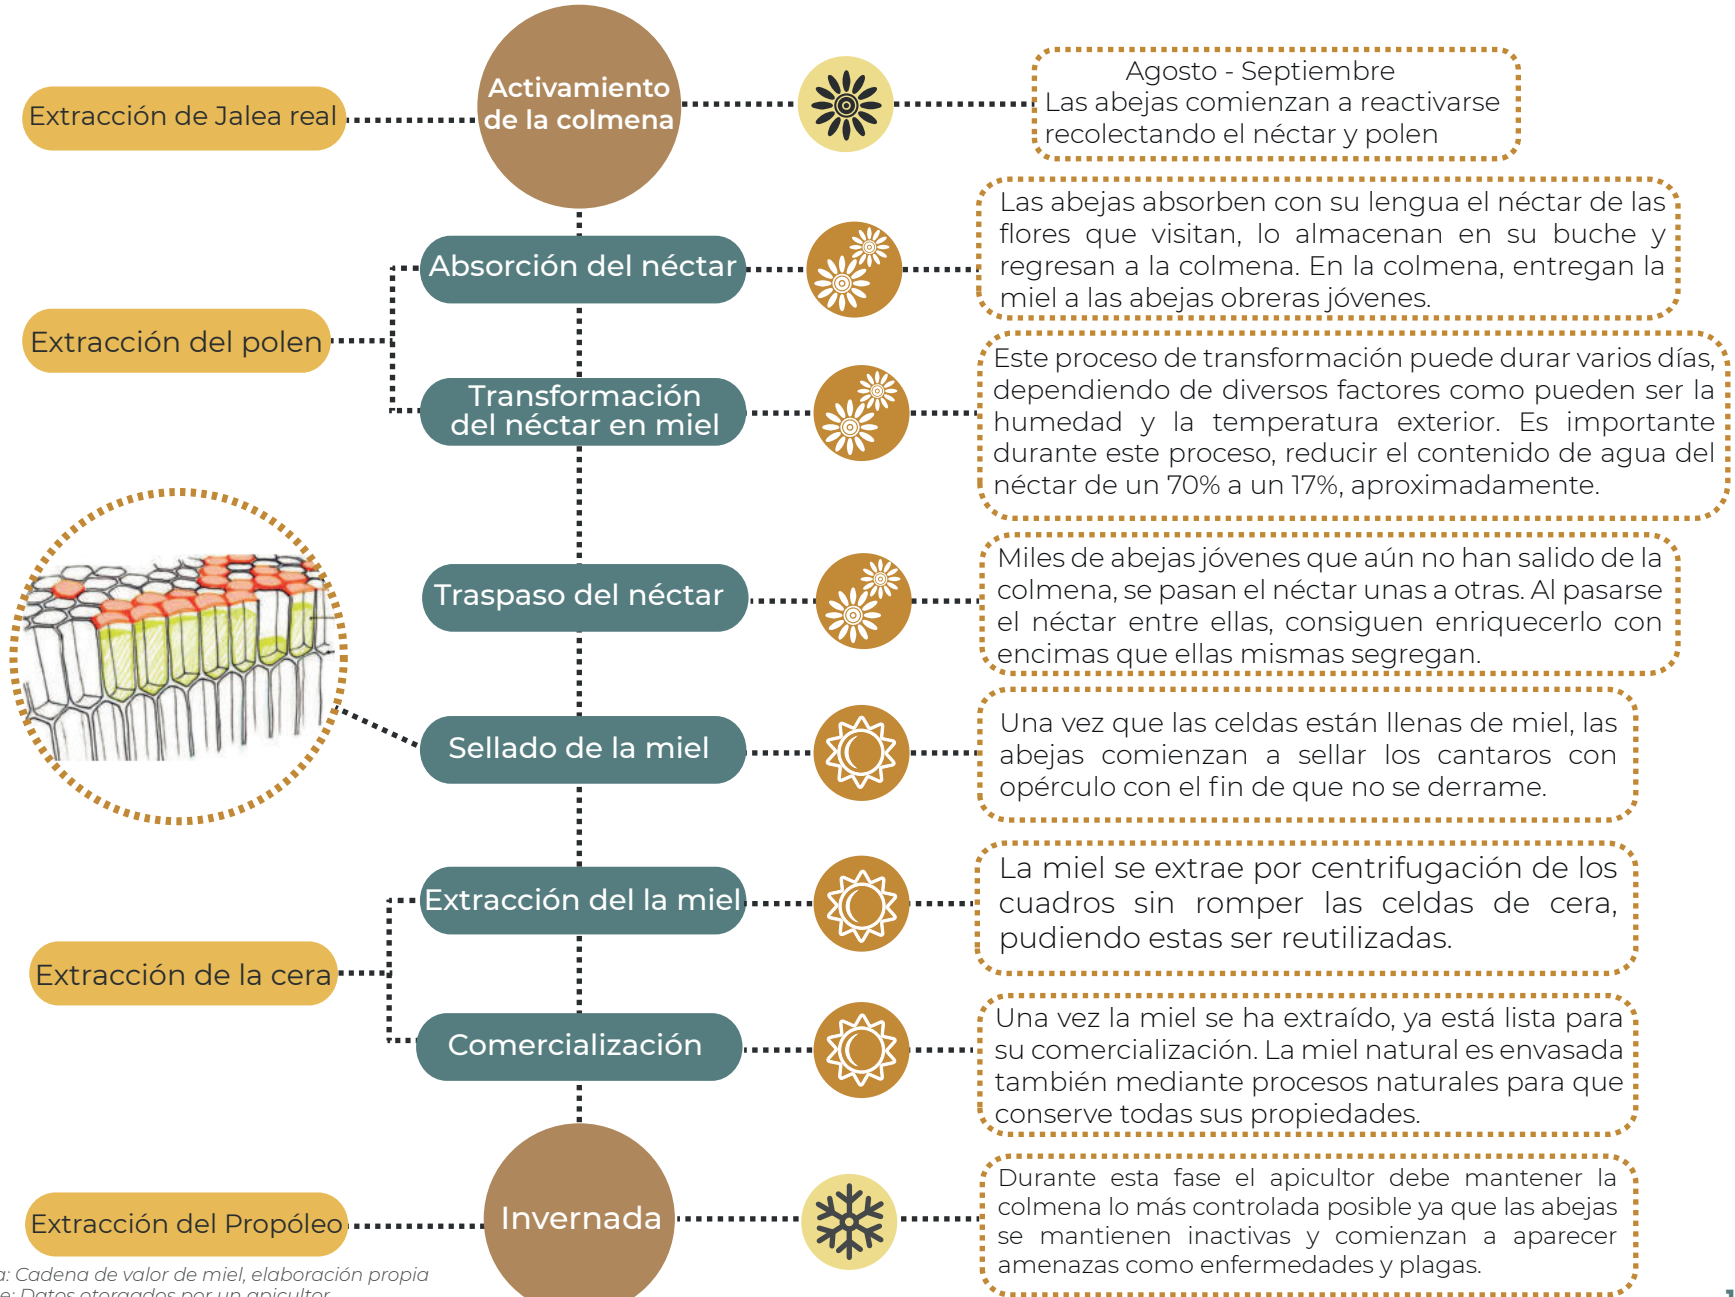 Extracción de Jalea real
Activamiento
de la colmena
Agosto - Septiembre
Las abejas comienzan a reactivarse
recolectando el néctar y polen
Absorción del néctar
Las abejas absorben con su lengua el néctar de las
flores que visitan, lo almacenan en su buche y
regresan a la colmena. En la colmena, entregan la
miel a las abejas obreras jóvenes.
Extracción del polen
Transformación
del néctar en miel
Este proceso de transformación puede durar varios días,
dependiendo de diversos factores como pueden ser la
humedad y la temperatura exterior. Es importante
durante este proceso, reducir el contenido de agua del
néctar de un 70% a un 17%, aproximadamente.
Traspaso del néctar
Miles de abejas jóvenes que aún no han salido de la
colmena, se pasan el néctar unas a otras. Al pasarse
el néctar entre ellas, consiguen enriquecerlo con
encimas que ellas mismas segregan.
Sellado de la miel
Una vez que las celdas están llenas de miel, las
abejas comienzan a sellar los cantaros con
opérculo con el fin de que no se derrame.
Extracción del la miel
La miel se extrae por centrifugación de los
cuadros sin romper las celdas de cera,
pudiendo estas ser reutilizadas.
Extracción de la cera
Comercialización
Una vez la miel se ha extraído, ya está lista para
su comercialización. La miel natural es envasada
también mediante procesos naturales para que
conserve todas sus propiedades.
Extracción del Propóleo
Invernada
Durante esta fase el apicultor debe mantener la
colmena lo más controlada posible ya que las abejas
se mantienen inactivas y comienzan a aparecer
amenazas como enfermedades y plagas.
Cadena de valor de miel, elaboración propia
Datos otorgados por un apicultor